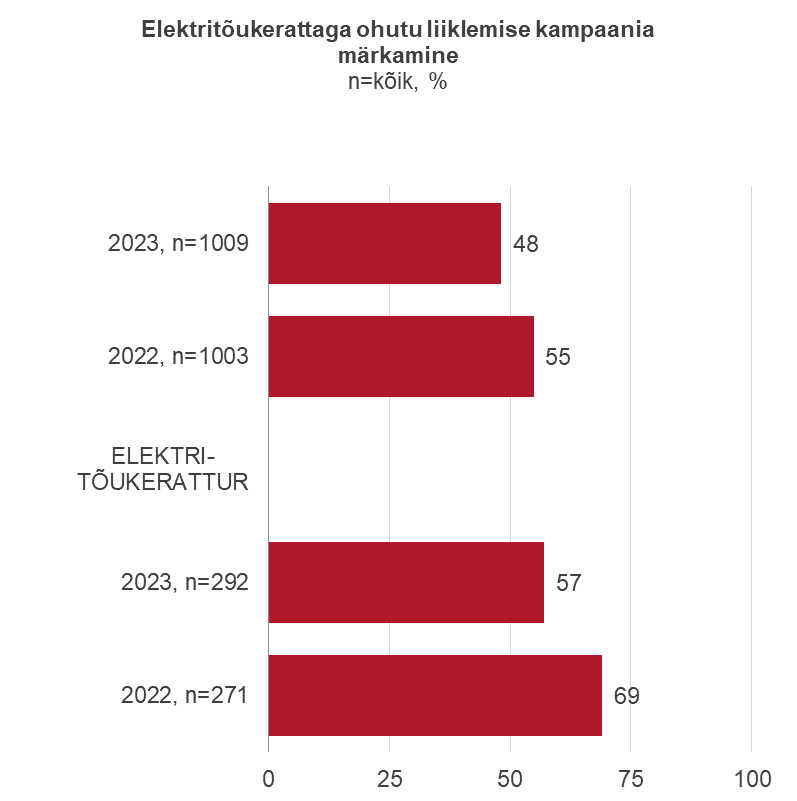 Elektritõukerattaga ohutu liiklemise kampaania
märkamine
n=kõik, %
2023, n=1009
48
2022, n=1003
55
ELEKTRI-
TÕUKERATTUR
2023, n=292
57
2022, n=271
69
0 25 50 75 100